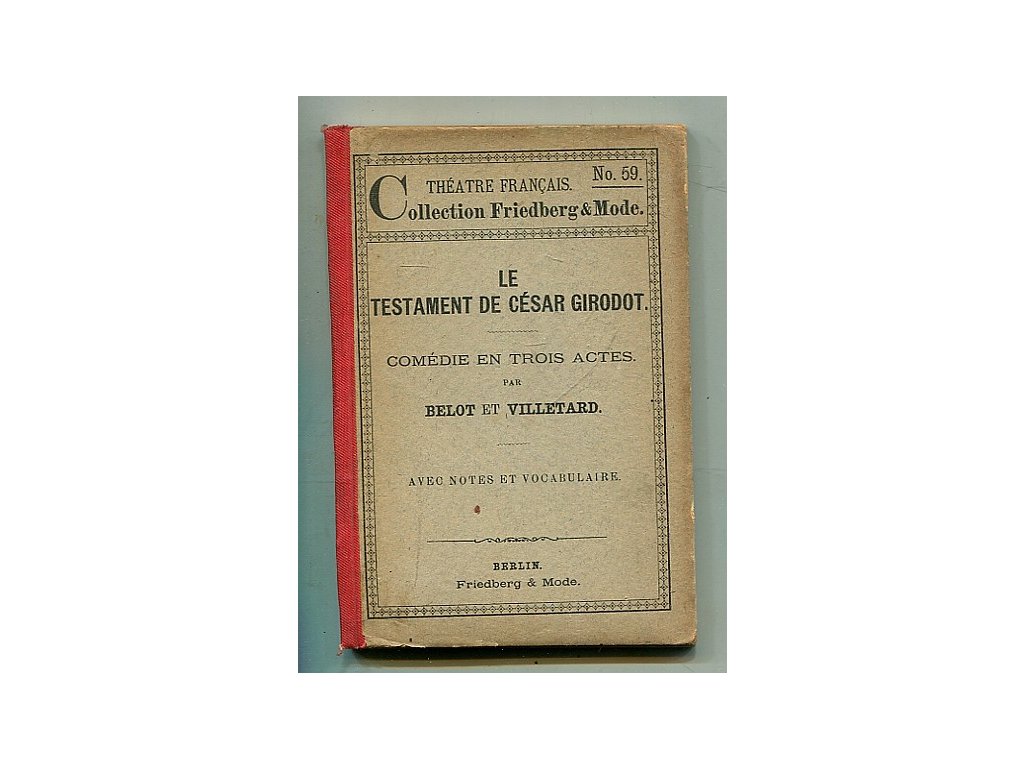 THÉATRE FRANÇAIS. No. 59.
Collection Friedberg & Mode.
LE
TESTAMENT DE CÉSAR GIRODOT.
COMÉDIE EN TROIS ACTES.
PAR
BELOT ET VILLETARD.
AVEC NOTES ET VOCABULAIRE.
BERLIN.
Friedberg & Mode.